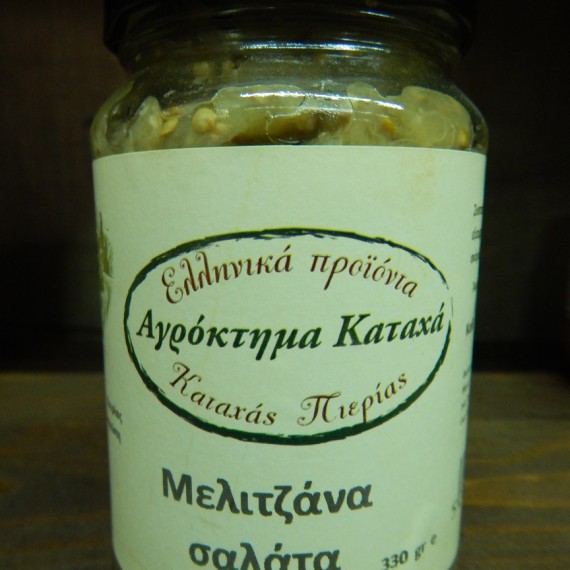 Ελληνικά προϊόντα
Αγρόκτημα Καταχά
Καταχάς Πιερίας
Μελιτζάνα
σαλάτα
330 gr e